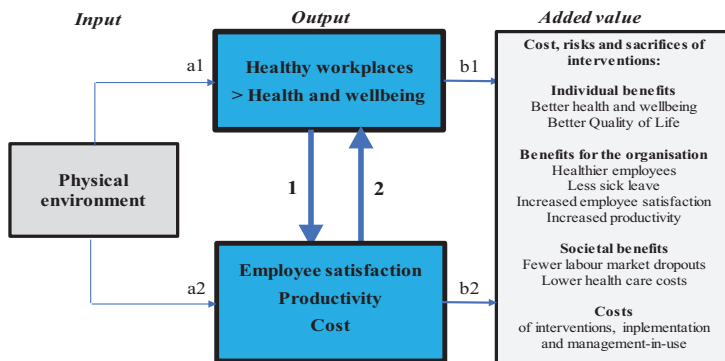 Input
Output
Added value
a1
Healthy workplaces
> Health and wellbeing
b1
Physical
environment
1
2
a2
Employee satisfaction
Productivity
Cost
b2
Cost, risks and sacrifices of
interventions:
Individual benefits
Better health and wellbeing
Better Quality of Life
Benefits for the organisation
Healthier employees
Less sick leave
Increased employee satisfaction
Increased productivity
Societal benefits
Fewer labour market dropouts
Lower health care costs
Costs
of interventions, inplementation
and management-in-use